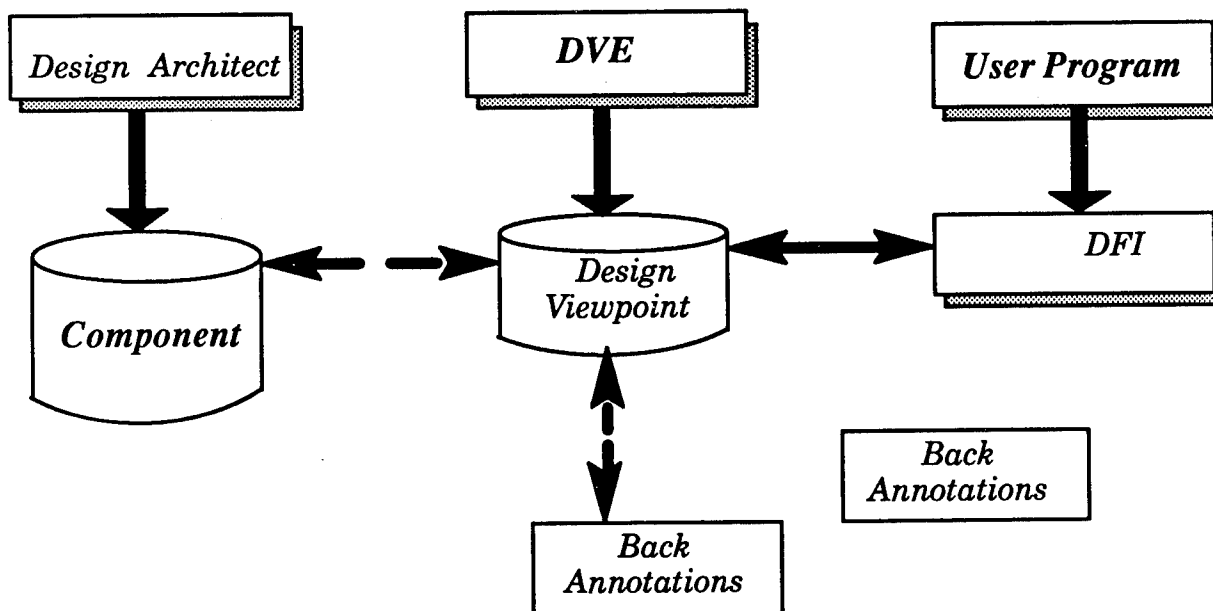 Design Architect
DVE
User Program
Component
Design
Viewpoint
DFI
Back
Annotations
Back
Annotations